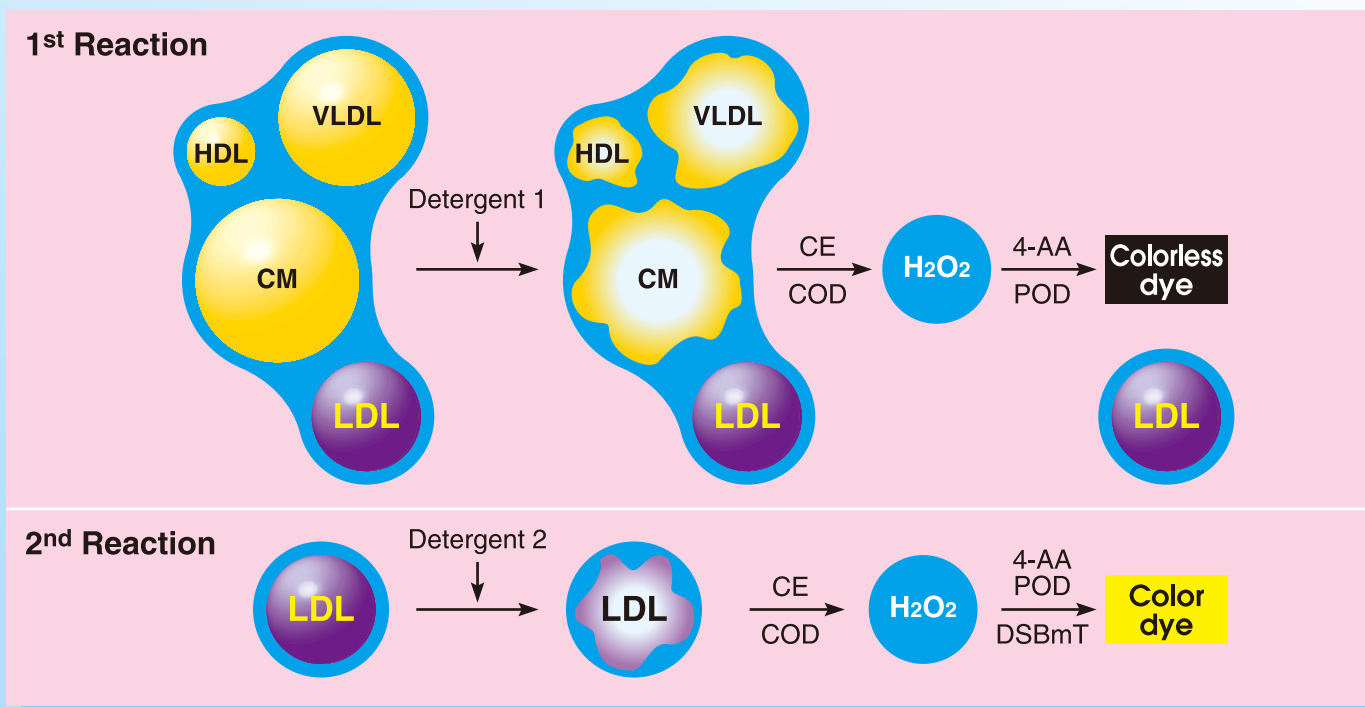 1st Reaction
HDL
VLDL
CM
LDL
Detergent 1
HDL
VLDL
CM
LDL
CE
COD
H2O2
4-AA
POD
Colorless
dye
LDL
2nd Reaction
LDL
Detergent 2
LDL
CE
COD
H2O2
4-AA
POD
DSBmT
Color
dye